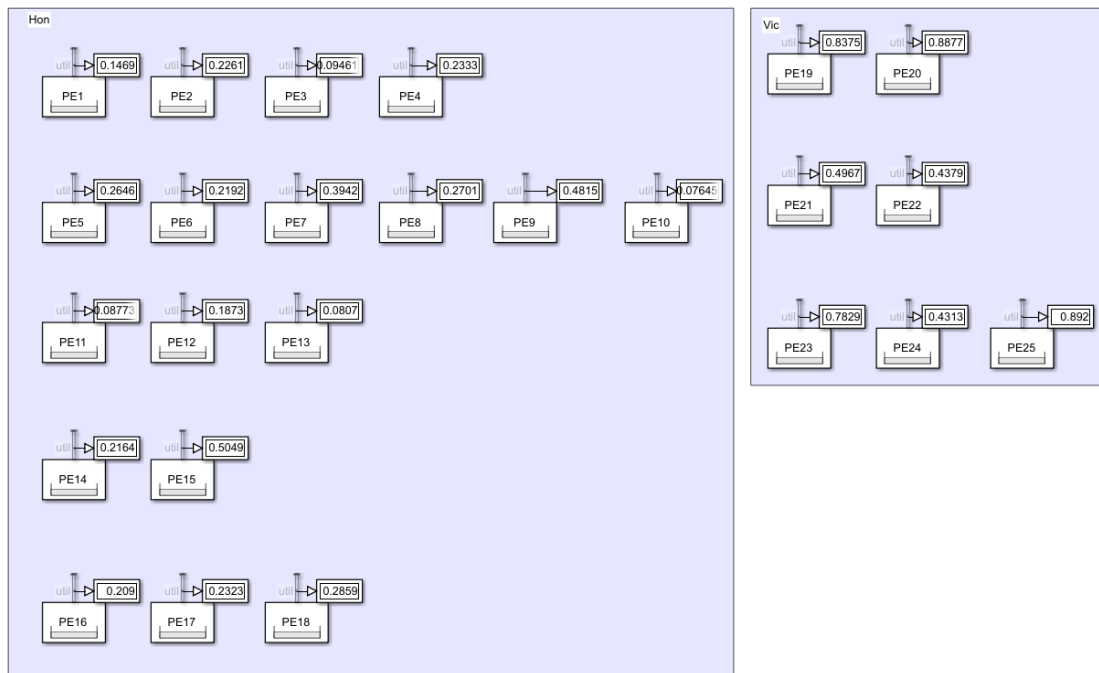 Hon
util 0.1469 util 0.2261 util 0.09461 util 0.2333
PE1 PE2 PE3 PE4
util 0.2646 util 0.2192 util 0.3942 util 0.2701 util 0.4815 util 0.07645
PE5 PE6 PE7 PE8 PE9 PE10
util 0.08773 util 0.1873 util 0.0807
PE11 PE12 PE13
util 0.2164 util 0.5049
PE14 PE15
util 0.209 util 0.2323 util 0.2859
PE16 PE17 PE18
Vic
util 0.8375 util 0.8877
PE19 PE20
util 0.4967 util 0.4379
PE21 PE22
util 0.7829 util 0.4313 util 0.892
PE23 PE24 PE25